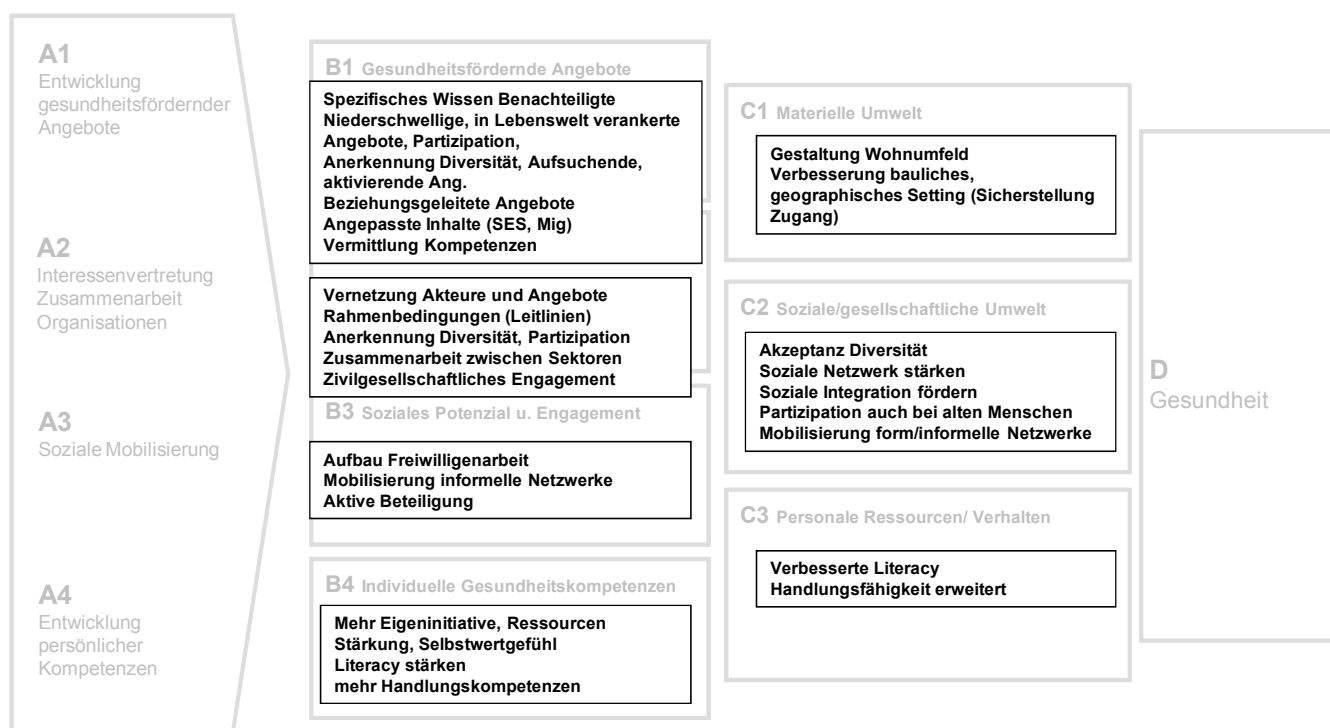 A1
Entwicklung
gesundheitsfördernder
Angebote
A2
Interessenvertretung
Zusammenarbeit
Organisationen
A3
Soziale Mobilisierung
A4
Entwicklung
persönlicher
Kompetenzen
B1 Gesundheitsfördernde Angebote
Spezifisches Wissen Benachteiligte
Niederschwellige, in Lebenswelt verankerte
Angebote, Partizipation,
Anerkennung Diversität, Aufsuchende,
aktivierende Ang.
Beziehungsgeleitete Angebote
Angepasste Inhalte (SES, Mig)
Vermittlung Kompetenzen
Vernetzung Akteure und Angebote
Rahmenbedingungen (Leitlinien)
Anerkennung Diversität, Partizipation
Zusammenarbeit zwischen Sektoren
Zivilgesellschaftliches Engagement
B3 Soziales Potenzial u. Engagement
Aufbau Freiwilligenarbeit
Mobilisierung informelle Netzwerke
Aktive Beteiligung
B4 Individuelle Gesundheitskompetenzen
Mehr Eigeninitiative, Ressourcen
Stärkung, Selbstwertgefühl
Literacy stärken
mehr Handlungskompetenzen
C1 Materielle Umwelt
Gestaltung Wohnumfeld
Verbesserung bauliches,
geographisches Setting (Sicherstellung
Zugang)
C2 Soziale/gesellschaftliche Umwelt
Akzeptanz Diversität
Soziale Netzwerk stärken
Soziale Integration fördern
Partizipation auch bei alten Menschen
Mobilisierung form/informelle Netzwerke
C3 Personale Ressourcen/ Verhalten
Verbesserte Literacy
Handlungsfähigkeit erweitert
D
Gesundheit